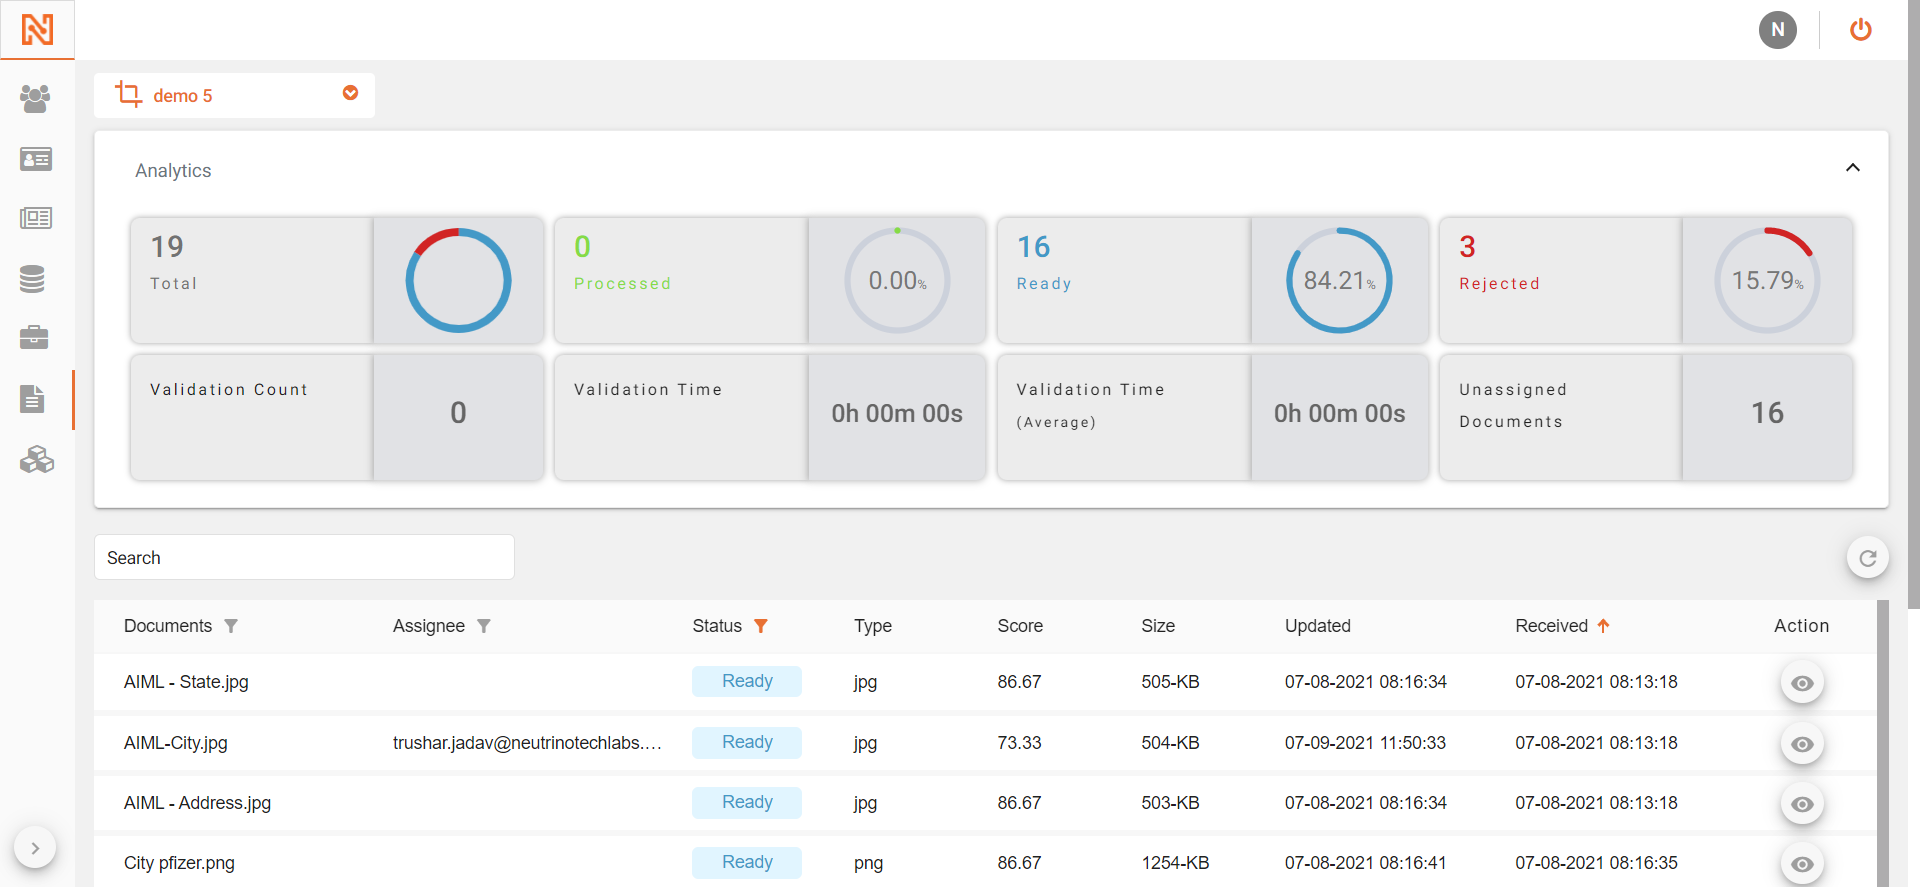 N
demo 5
Analytics
19
Total
0
Processed
0.00%
16
Ready
84.21%
3
Rejected
15.79%
Validation Count
0
Validation Time
0h 00m 00s
Validation Time
(Average)
0h 00m 00s
Unassigned
Documents
16
Search
Documents Assignee Status Type Score Size Updated Received Action
AIML - State.jpg Ready jpg 86.67 505-KB 07-08-2021 08:16:34 07-08-2021 08:13:18
AIML-City.jpg trushar.jadav@neutrinotechlabs.... Ready jpg 73.33 504-KB 07-09-2021 11:50:33 07-08-2021 08:13:18
AIML - Address.jpg Ready jpg 86.67 503-KB 07-08-2021 08:16:34 07-08-2021 08:13:18
City pfizer.png Ready png 86.67 1254-KB 07-08-2021 08:16:41 07-08-2021 08:16:35